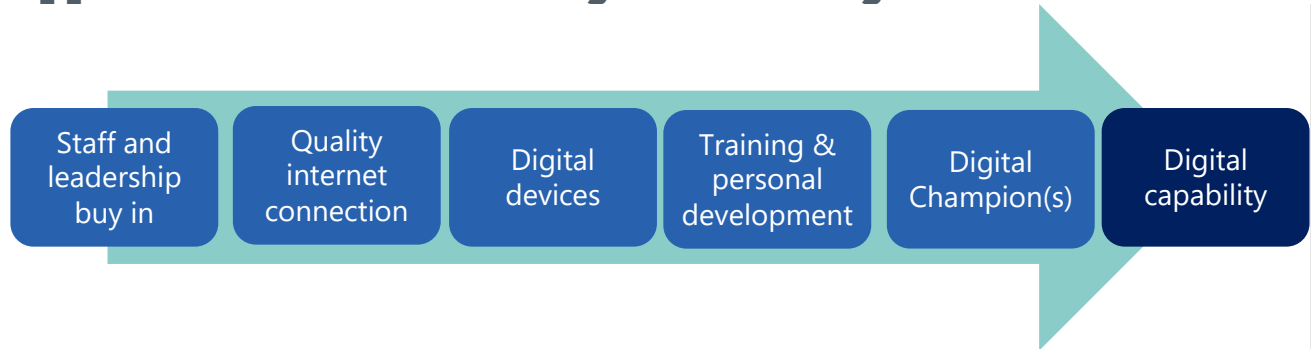 Staff and
leadership
buy in
Quality
internet
connection
Digital
devices
Training &
personal
development
Digital
Champion(s)
Digital
capability